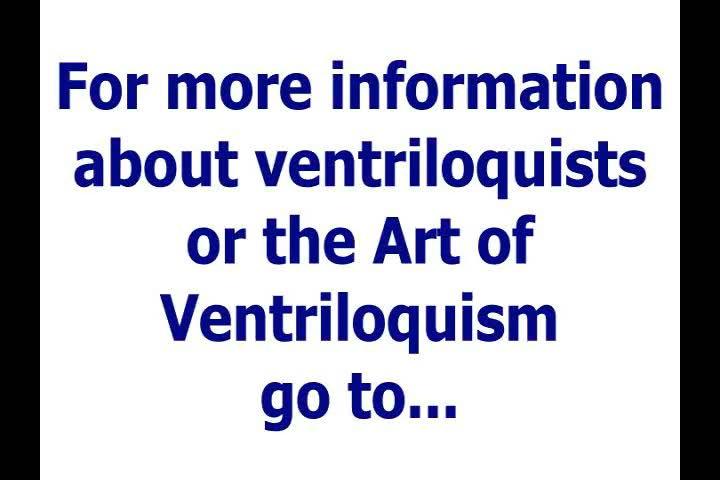 For more information
about ventriloquists
or the Art of
Ventriloquism
go to...